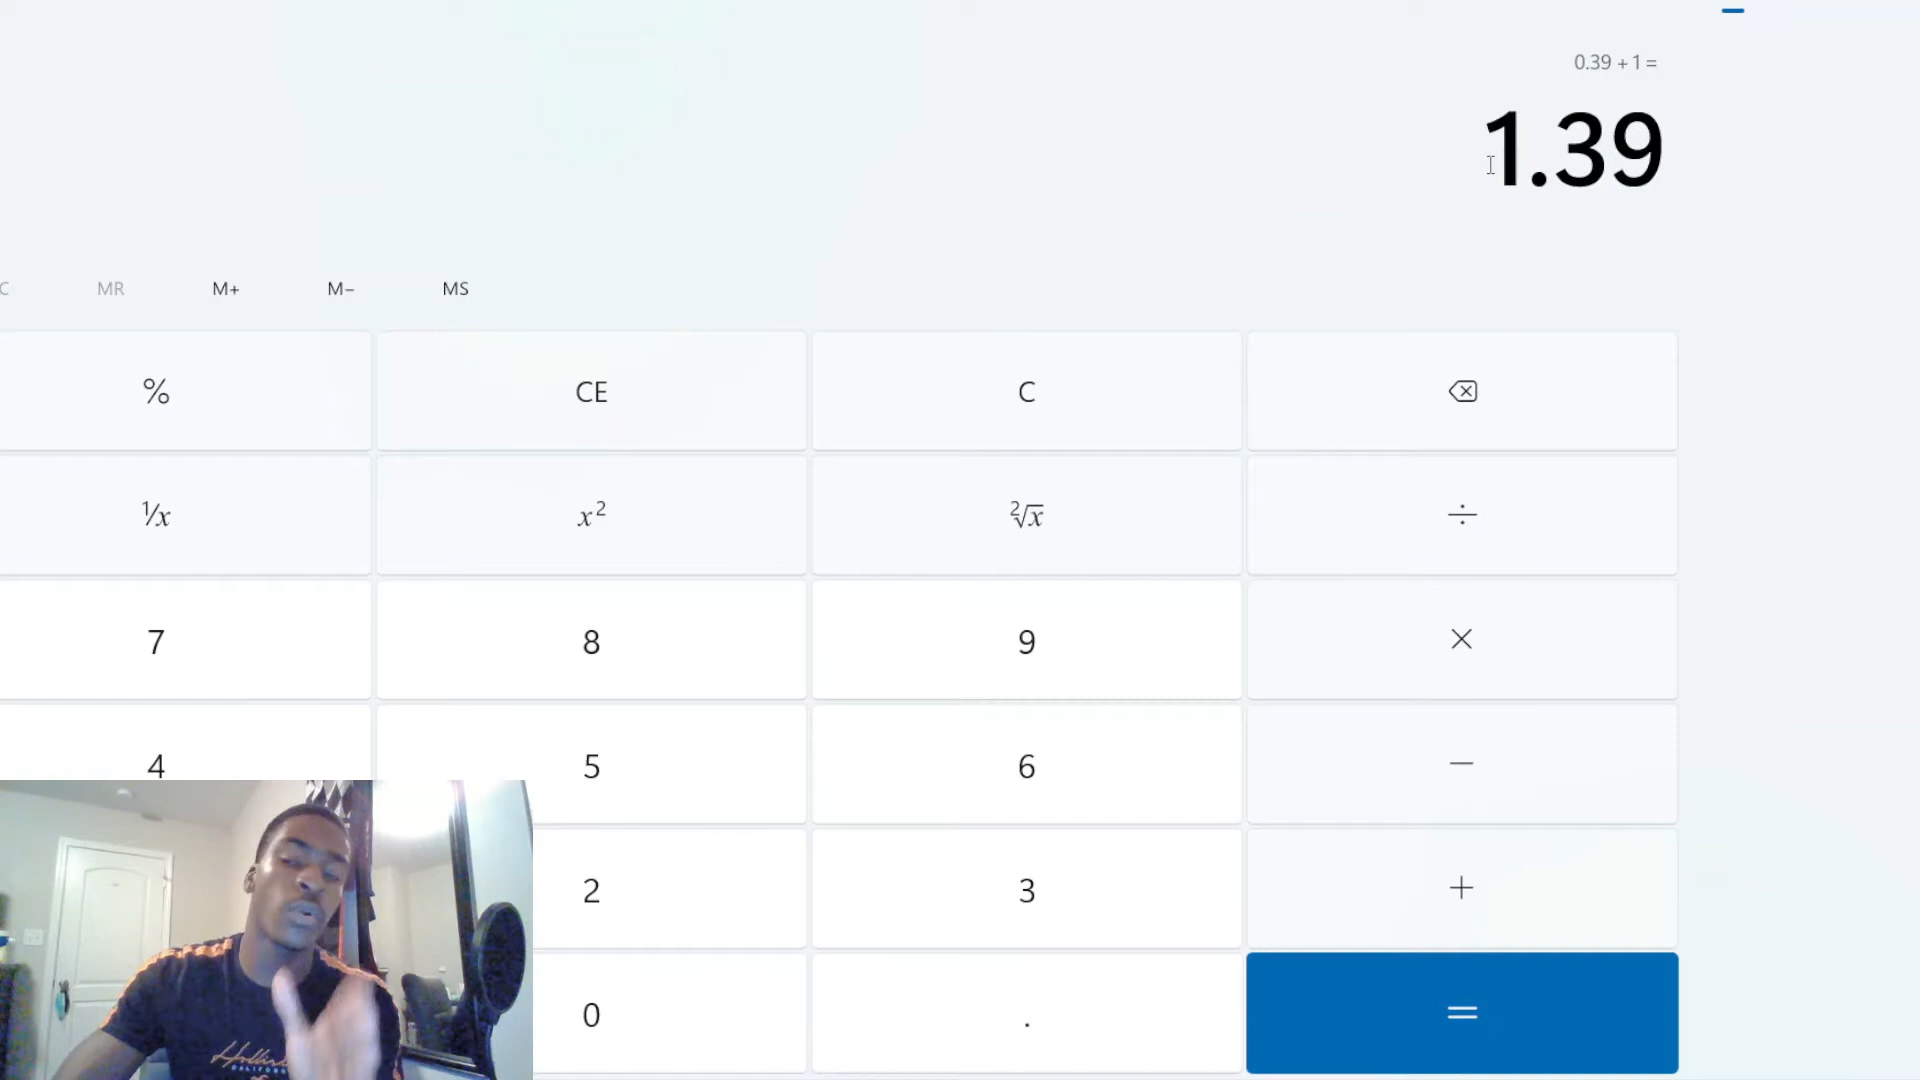 0.39 + 1 =
1.39
C MR M+ M− MS
% CE C
¹⁄x x² ²√x ÷
7 8 9 ×
4 5 6 −
2 3 +
0 . =
CALIFORNIA